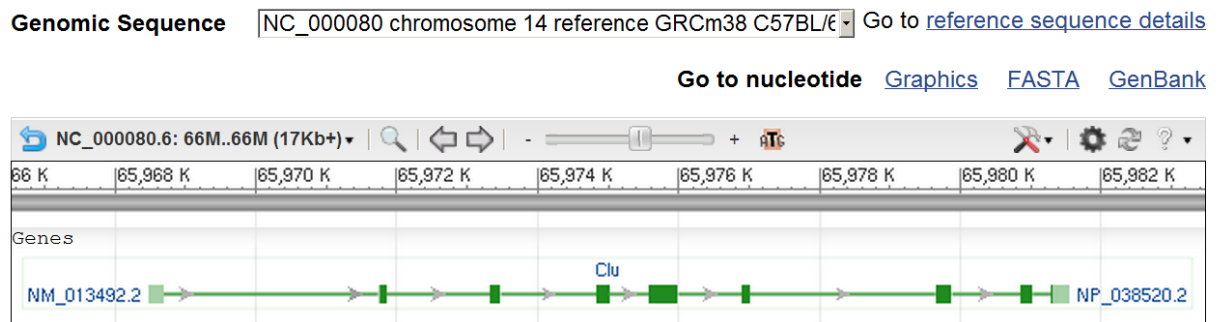 Genomic Sequence NC_000080 chromosome 14 reference GRCm38 C57BL/6 Go to reference sequence details
Go to nucleotide Graphics FASTA GenBank
NC_000080.6: 66M..66M (17Kb+) - + ATG ?
66 K 65,968 K 65,970 K 65,972 K 65,974 K 65,976 K 65,978 K 65,980 K 65,982 K
Genes
Clu
NM_013492.2 NP_038520.2